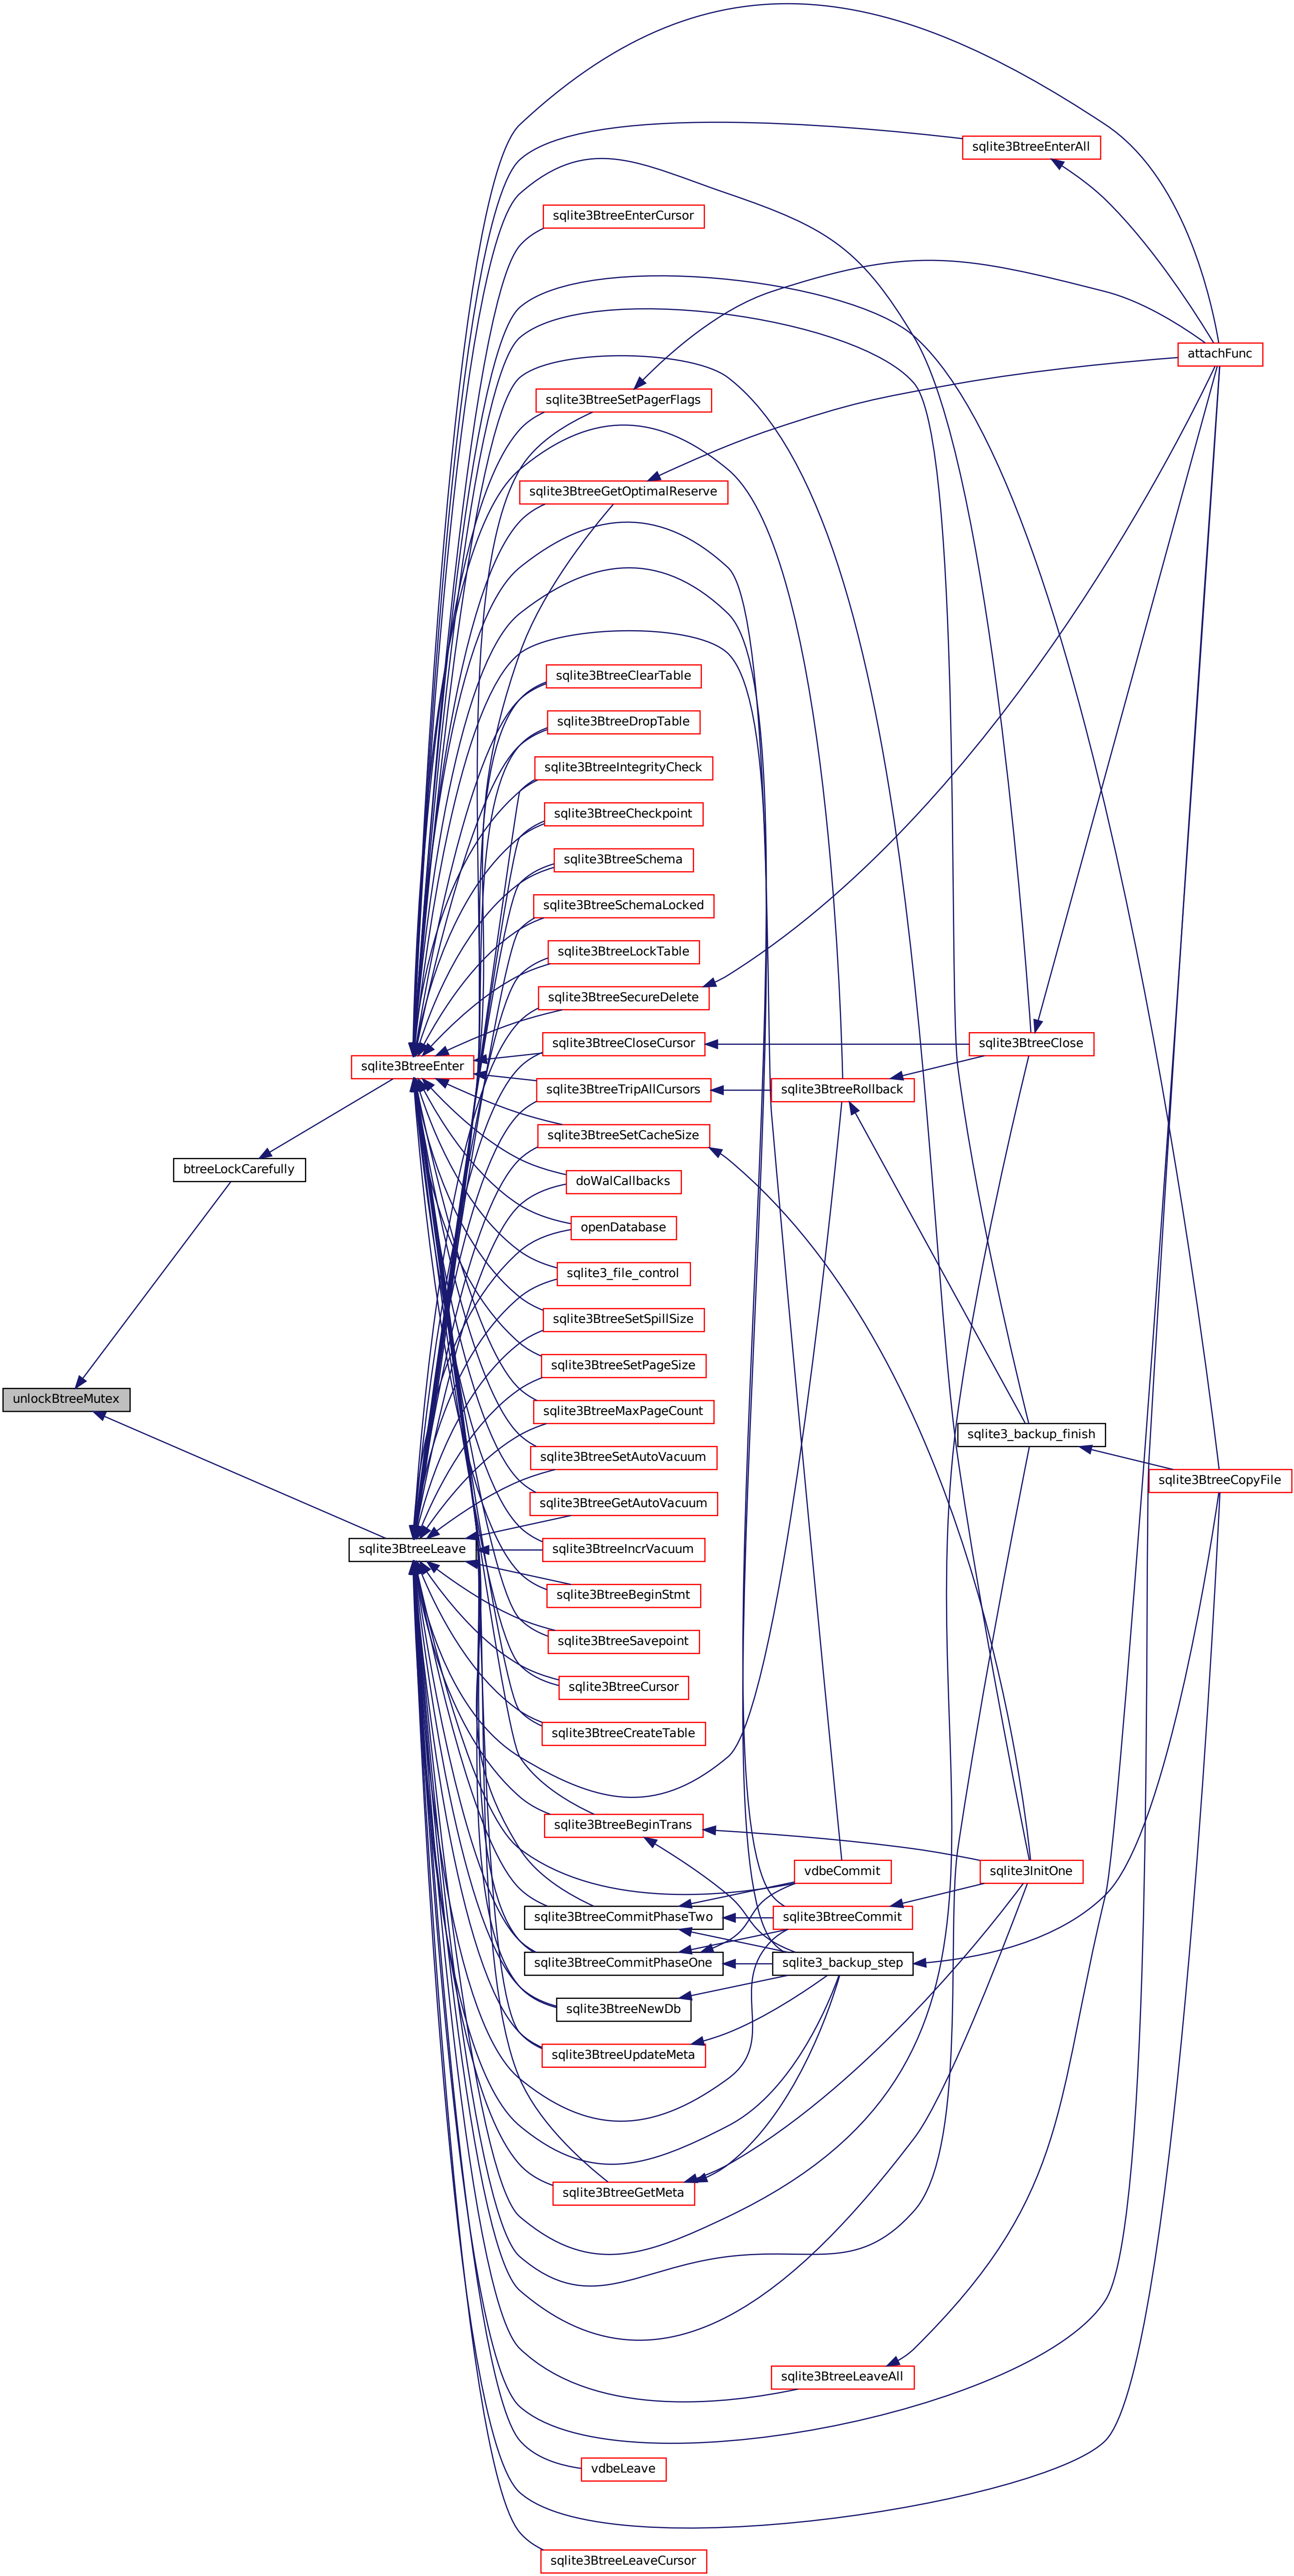 sqlite3BtreeEnterAll
sqlite3BtreeEnterCursor
attachFunc
sqlite3BtreeSetPagerFlags
sqlite3BtreeGetOptimalReserve
sqlite3BtreeClearTable
sqlite3BtreeDropTable
sqlite3BtreeIntegrityCheck
sqlite3BtreeCheckpoint
sqlite3BtreeSchema
sqlite3BtreeSchemaLocked
sqlite3BtreeLockTable
sqlite3BtreeSecureDelete
sqlite3BtreeCloseCursor
sqlite3BtreeClose
sqlite3BtreeEnter
sqlite3BtreeTripAllCursors
sqlite3BtreeRollback
sqlite3BtreeSetCacheSize
btreeLockCarefully
doWalCallbacks
openDatabase
sqlite3_file_control
sqlite3BtreeSetSpillSize
sqlite3BtreeSetPageSize
unlockBtreeMutex
sqlite3BtreeMaxPageCount
sqlite3_backup_finish
sqlite3BtreeSetAutoVacuum
sqlite3BtreeCopyFile
sqlite3BtreeGetAutoVacuum
sqlite3BtreeLeave
sqlite3BtreeIncrVacuum
sqlite3BtreeBeginStmt
sqlite3BtreeSavepoint
sqlite3BtreeCursor
sqlite3BtreeCreateTable
sqlite3BtreeBeginTrans
vdbeCommit
sqlite3InitOne
sqlite3BtreeCommitPhaseTwo
sqlite3BtreeCommit
sqlite3BtreeCommitPhaseOne
sqlite3_backup_step
sqlite3BtreeNewDb
sqlite3BtreeUpdateMeta
sqlite3BtreeGetMeta
sqlite3BtreeLeaveAll
vdbeLeave
sqlite3BtreeLeaveCursor